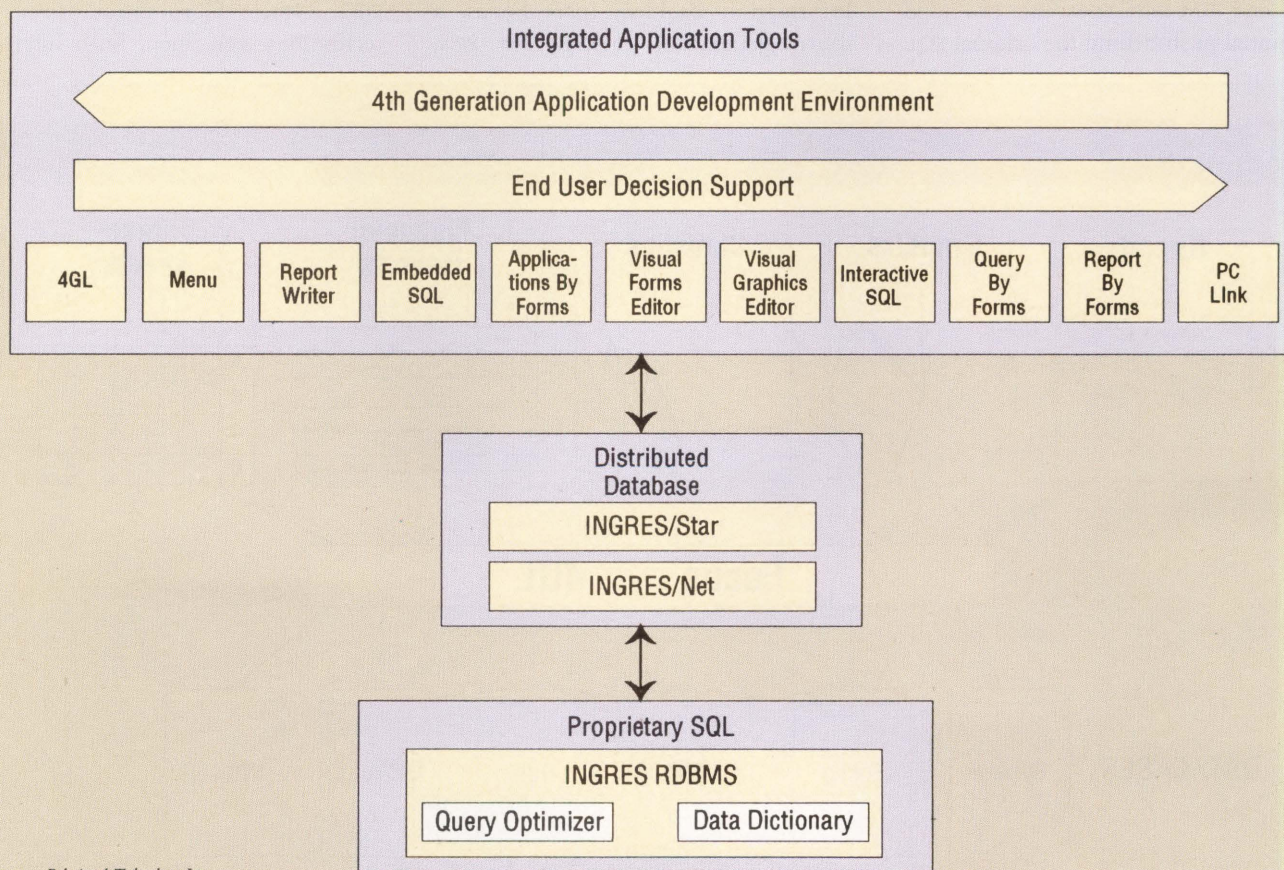 Integrated Application Tools
4th Generation Application Development Environment
End User Decision Support
4GL
Menu
Report
Writer
Embedded
SQL
Applica-
tions By
Forms
Visual
Forms
Editor
Visual
Graphics
Editor
Interactive
SQL
Query
By
Forms
Report
By
Forms
PC
LInk
Distributed
Database
INGRES/Star
INGRES/Net
Proprietary SQL
INGRES RDBMS
Query Optimizer
Data Dictionary